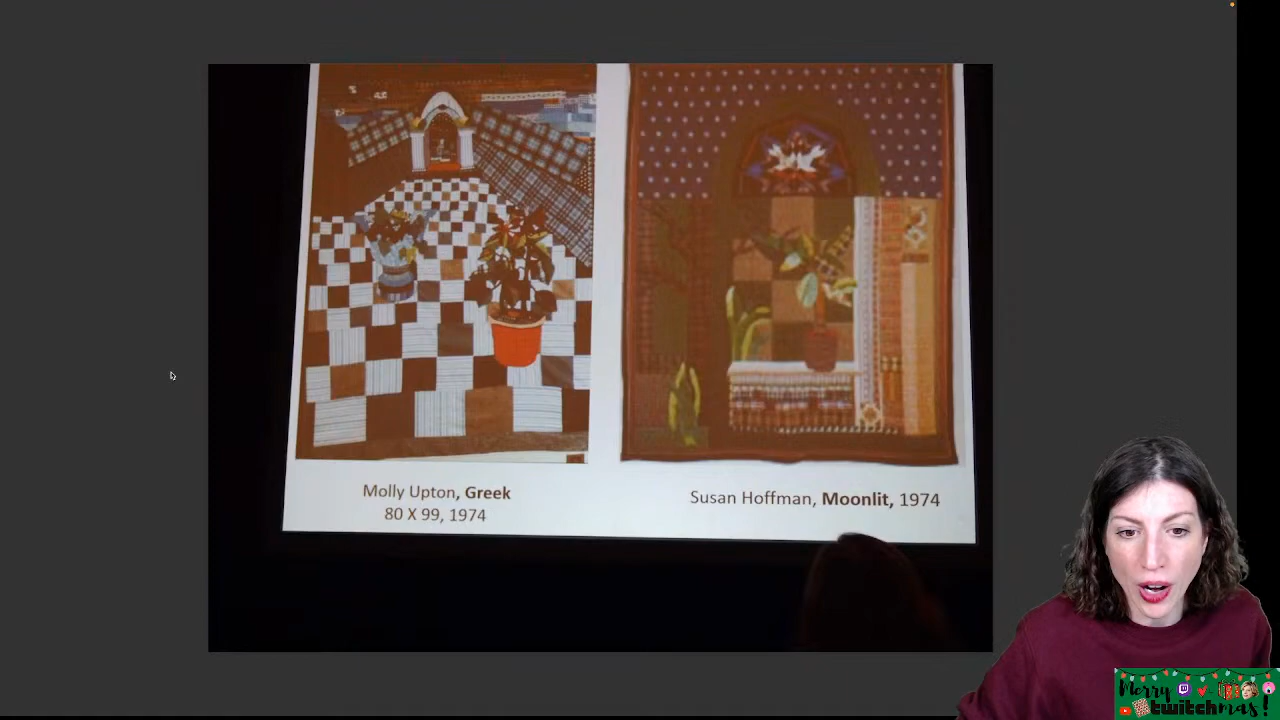 Molly Upton, Greek
80 X 99, 1974
Susan Hoffman, Moonlit, 1974
Merry
twitchmas!